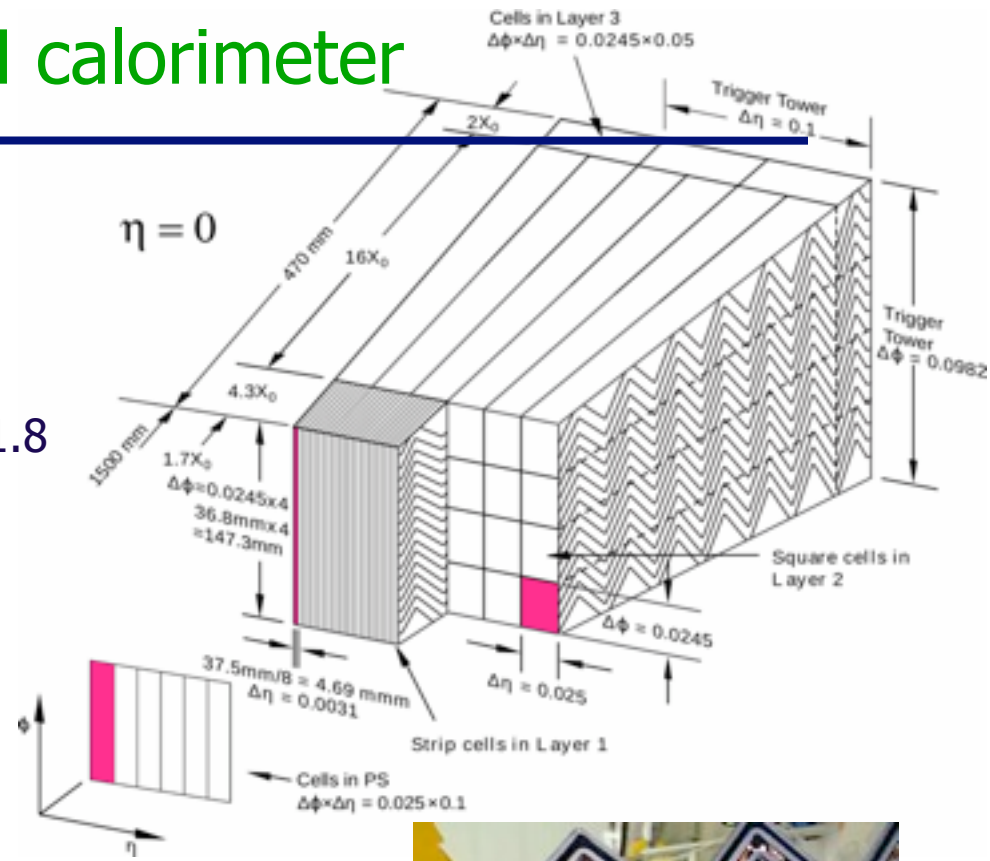 calorimeter
Cells in Layer 3
Δϕ×Δη = 0.0245×0.05
Trigger Tower
Δη = 0.1
2X₀
η = 0
470 mm
16X₀
Trigger
Tower
Δϕ = 0.0982
4.3X₀
1500 mm
.8
1.7X₀
Δϕ=0.0245x4
36.8mmx4
=147.3mm
Square cells in
Layer 2
Δϕ = 0.0245
37.5mm/8 = 4.69 mmm
Δη = 0.0031
Δη = 0.025
Strip cells in Layer 1
ϕ
Cells in PS
Δϕ×Δη = 0.025×0.1
η